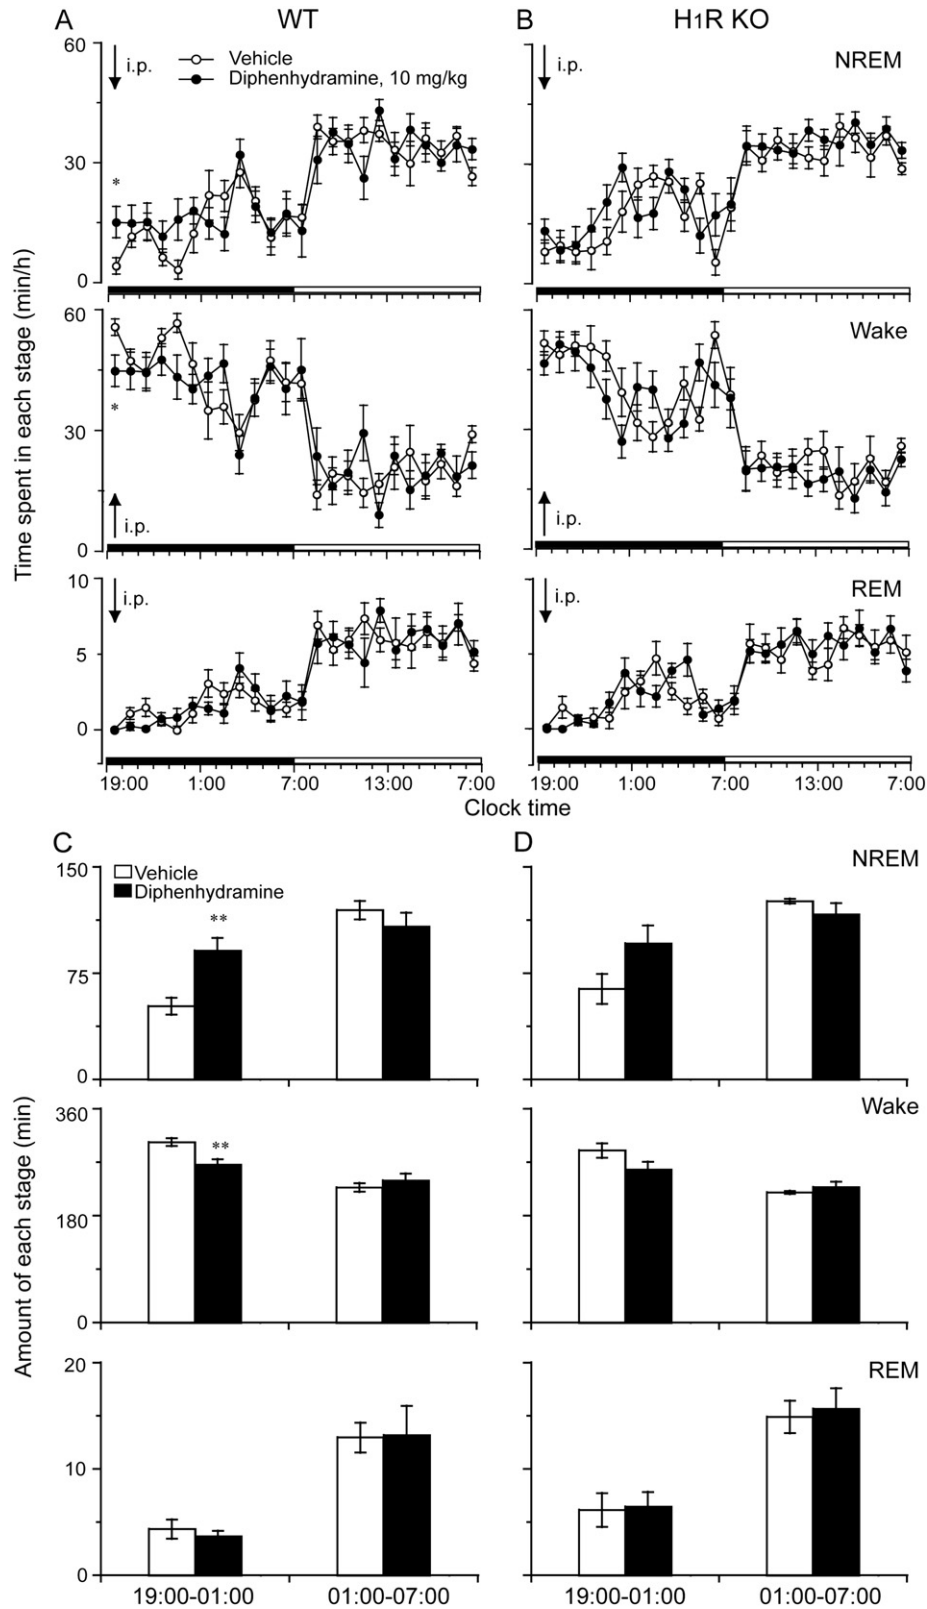 A WT B H1R KO
60 i.p. Vehicle i.p. NREM
Diphenhydramine, 10 mg/kg
30
*
0
Time spent in each stage (min/h)
60 Wake
*
30
i.p. i.p.
0
10 i.p. i.p. REM
5
0
19:00 1:00 7:00 13:00 7:00 19:00 1:00 7:00 13:00 7:00
Clock time
C D
150 Vehicle NREM
Diphenhydramine
**
75
0
Amount of each stage (min)
360 Wake
**
180
0
20 REM
10
0
19:00-01:00 01:00-07:00 19:00-01:00 01:00-07:00